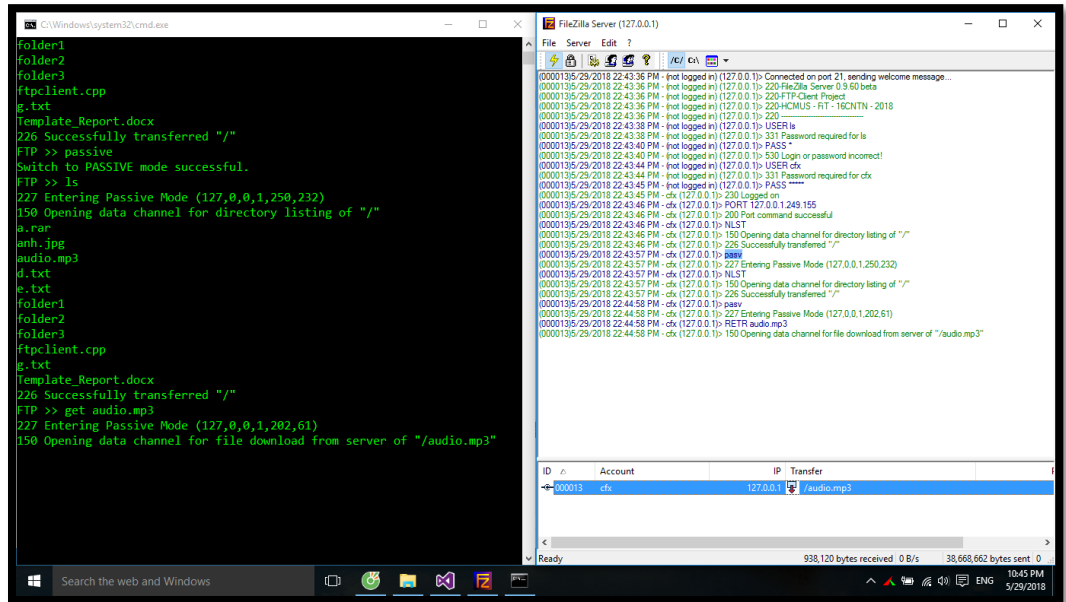 C:\Windows\system32\cmd.exe
folder1
folder2
folder3
ftpclient.cpp
g.txt
Template_Report.docx
226 Successfully transferred "/"
FTP >> passive
Switch to PASSIVE mode successful.
FTP >> ls
227 Entering Passive Mode (127,0,0,1,250,232)
150 Opening data channel for directory listing of "/"
a.rar
anh.jpg
audio.mp3
d.txt
e.txt
folder1
folder2
folder3
ftpclient.cpp
g.txt
Template_Report.docx
226 Successfully transferred "/"
FTP >> get audio.mp3
227 Entering Passive Mode (127,0,0,1,202,61)
150 Opening data channel for file download from server of "/audio.mp3"
FileZilla Server (127.0.0.1)
File Server Edit ?
/C/ C:\
(000013)5/29/2018 22:43:36 PM - (not logged in) (127.0.0.1)> Connected on port 21, sending welcome message...
(000013)5/29/2018 22:43:36 PM - (not logged in) (127.0.0.1)> 220-FileZilla Server 0.9.60 beta
(000013)5/29/2018 22:43:36 PM - (not logged in) (127.0.0.1)> 220-FTP-Client Project
(000013)5/29/2018 22:43:36 PM - (not logged in) (127.0.0.1)> 220-HCMUS - FIT - 16CNTN - 2018
(000013)5/29/2018 22:43:36 PM - (not logged in) (127.0.0.1)> 220 ------------------------------
(000013)5/29/2018 22:43:38 PM - (not logged in) (127.0.0.1)> USER ls
(000013)5/29/2018 22:43:38 PM - (not logged in) (127.0.0.1)> 331 Password required for ls
(000013)5/29/2018 22:43:40 PM - (not logged in) (127.0.0.1)> PASS *
(000013)5/29/2018 22:43:40 PM - (not logged in) (127.0.0.1)> 530 Login or password incorrect!
(000013)5/29/2018 22:43:44 PM - (not logged in) (127.0.0.1)> USER cfx
(000013)5/29/2018 22:43:44 PM - (not logged in) (127.0.0.1)> 331 Password required for cfx
(000013)5/29/2018 22:43:45 PM - (not logged in) (127.0.0.1)> PASS *****
(000013)5/29/2018 22:43:45 PM - cfx (127.0.0.1)> 230 Logged on
(000013)5/29/2018 22:43:46 PM - cfx (127.0.0.1)> PORT 127.0.0.1.249.155
(000013)5/29/2018 22:43:46 PM - cfx (127.0.0.1)> 200 Port command successful
(000013)5/29/2018 22:43:46 PM - cfx (127.0.0.1)> NLST
(000013)5/29/2018 22:43:46 PM - cfx (127.0.0.1)> 150 Opening data channel for directory listing of "/"
(000013)5/29/2018 22:43:46 PM - cfx (127.0.0.1)> 226 Successfully transferred "/"
(000013)5/29/2018 22:43:57 PM - cfx (127.0.0.1)> pasv
(000013)5/29/2018 22:43:57 PM - cfx (127.0.0.1)> 227 Entering Passive Mode (127,0,0,1,250,232)
(000013)5/29/2018 22:43:57 PM - cfx (127.0.0.1)> NLST
(000013)5/29/2018 22:43:57 PM - cfx (127.0.0.1)> 150 Opening data channel for directory listing of "/"
(000013)5/29/2018 22:43:57 PM - cfx (127.0.0.1)> 226 Successfully transferred "/"
(000013)5/29/2018 22:44:58 PM - cfx (127.0.0.1)> pasv
(000013)5/29/2018 22:44:58 PM - cfx (127.0.0.1)> 227 Entering Passive Mode (127,0,0,1,202,61)
(000013)5/29/2018 22:44:58 PM - cfx (127.0.0.1)> RETR audio.mp3
(000013)5/29/2018 22:44:58 PM - cfx (127.0.0.1)> 150 Opening data channel for file download from server of "/audio.mp3"
ID Account IP Transfer
000013 cfx 127.0.0.1 /audio.mp3
Ready 938,120 bytes received 0 B/s 38,668,662 bytes sent 0
Search the web and Windows
ENG
10:45 PM
5/29/2018